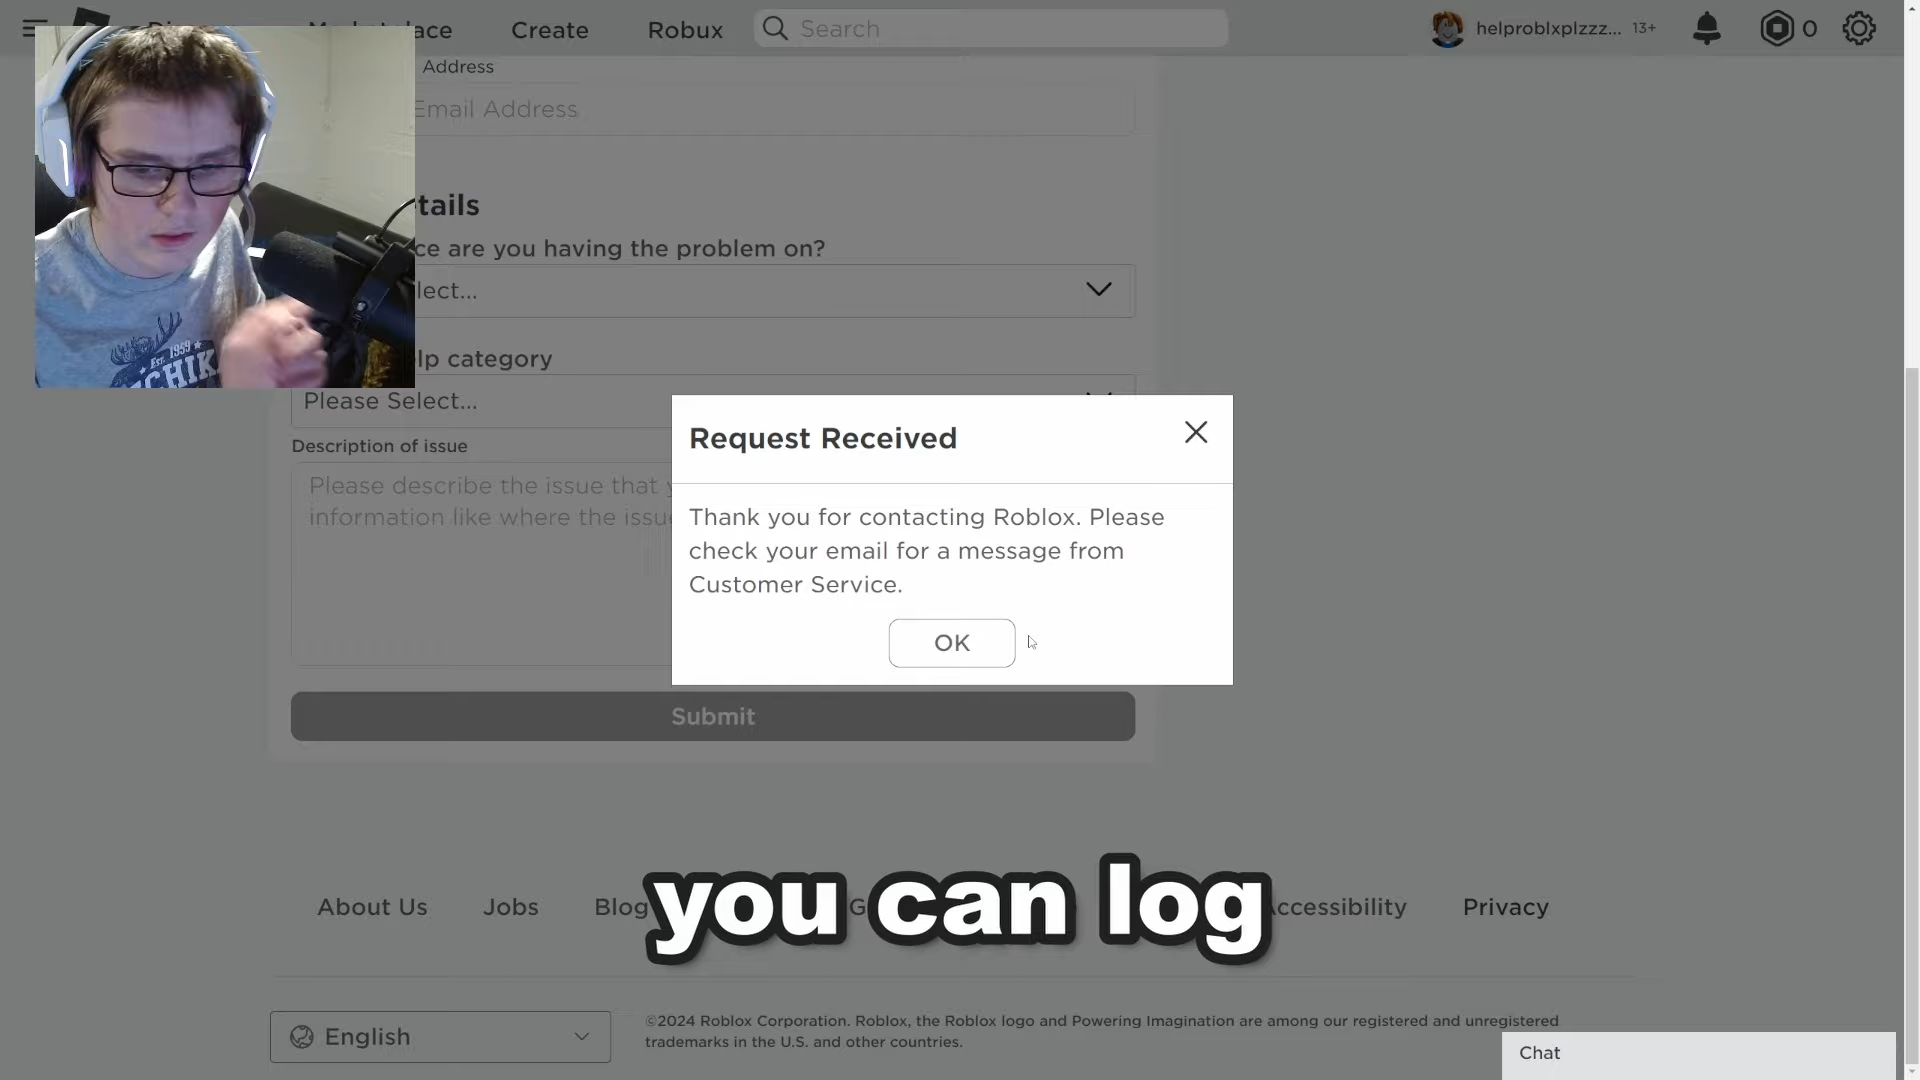 Create
Robux
Search
helproblxplzzz...
13+
0
Address
Email Address
tails
ce are you having the problem on?
lect...
lp category
Please Select...
Est. 1959
Description of issue
Please describe the issue that
information like where the issue
Request Received
Thank you for contacting Roblox. Please
check your email for a message from
Customer Service.
OK
Submit
you can log
About Us
Jobs
Blog
Accessibility
Privacy
English
©2024 Roblox Corporation. Roblox, the Roblox logo and Powering Imagination are among our registered and unregistered
trademarks in the U.S. and other countries.
Chat